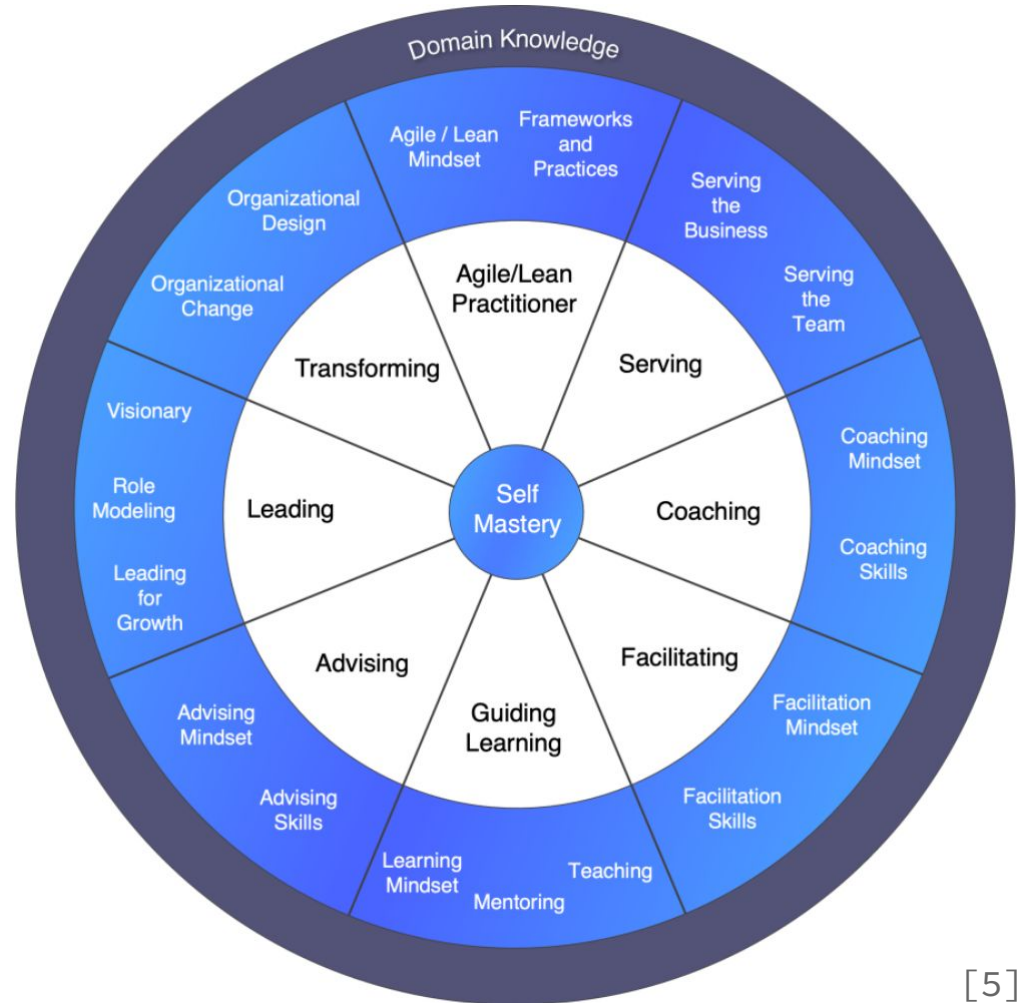 Domain Knowledge
Agile / Lean
Mindset
Frameworks
and
Practices
Serving
the
Business
Serving
the
Team
Coaching
Mindset
Coaching
Skills
Facilitation
Mindset
Facilitation
Skills
Teaching
Mentoring
Learning
Mindset
Advising
Skills
Advising
Mindset
Leading
for
Growth
Role
Modeling
Visionary
Organizational
Change
Organizational
Design
Agile/Lean
Practitioner
Serving
Coaching
Facilitating
Guiding
Learning
Advising
Leading
Transforming
Self
Mastery
[5]